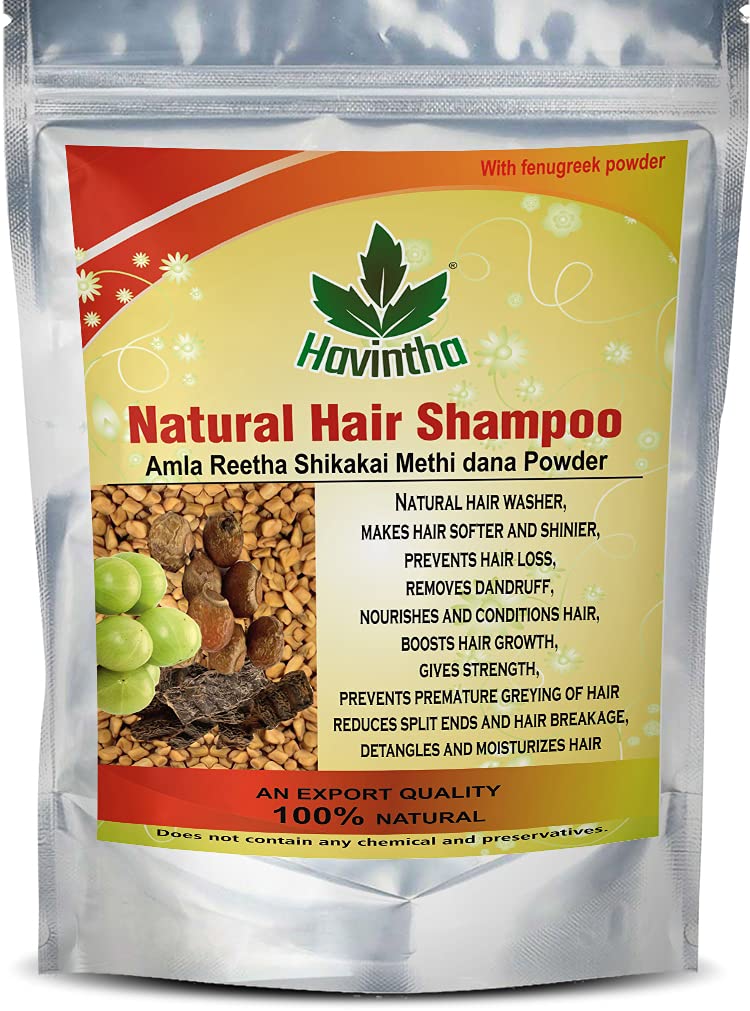 With fenugreek powder
®
Havintha
Natural Hair Shampoo
Amla Reetha Shikakai Methi dana Powder
NATURAL HAIR WASHER,
MAKES HAIR SOFTER AND SHINIER,
PREVENTS HAIR LOSS,
REMOVES DANDRUFF,
NOURISHES AND CONDITIONS HAIR,
BOOSTS HAIR GROWTH,
GIVES STRENGTH,
PREVENTS PREMATURE GREYING OF HAIR
REDUCES SPLIT ENDS AND HAIR BREAKAGE,
DETANGLES AND MOISTURIZES HAIR
AN EXPORT QUALITY
100% NATURAL
Does not contain any chemical and preservatives.